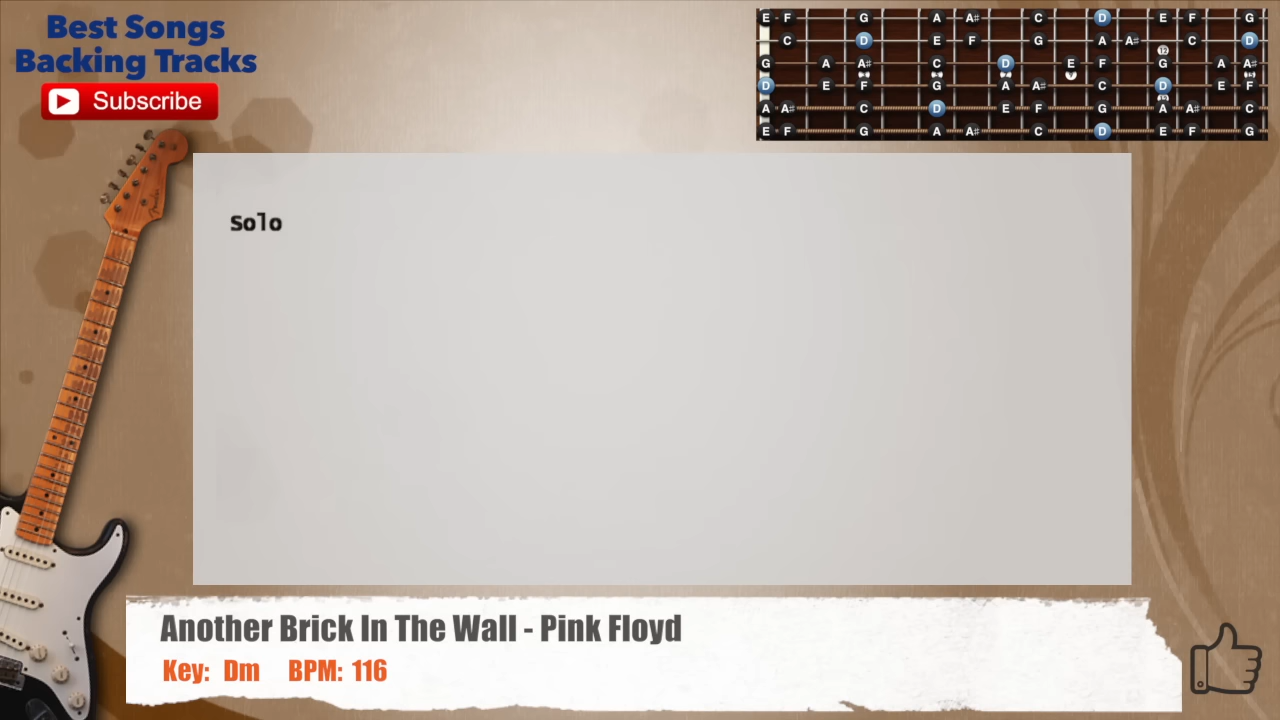 Best Songs
Backing Tracks
Subscribe
E F G A A# C D E F G
C D E F G A A# C D
G A A# C D E F G A A#
D E F G A A# C D E F
A A# C D E F G A A# C
E F G A A# C D E F G
Solo
Another Brick In The Wall - Pink Floyd
Key: Dm BPM: 116